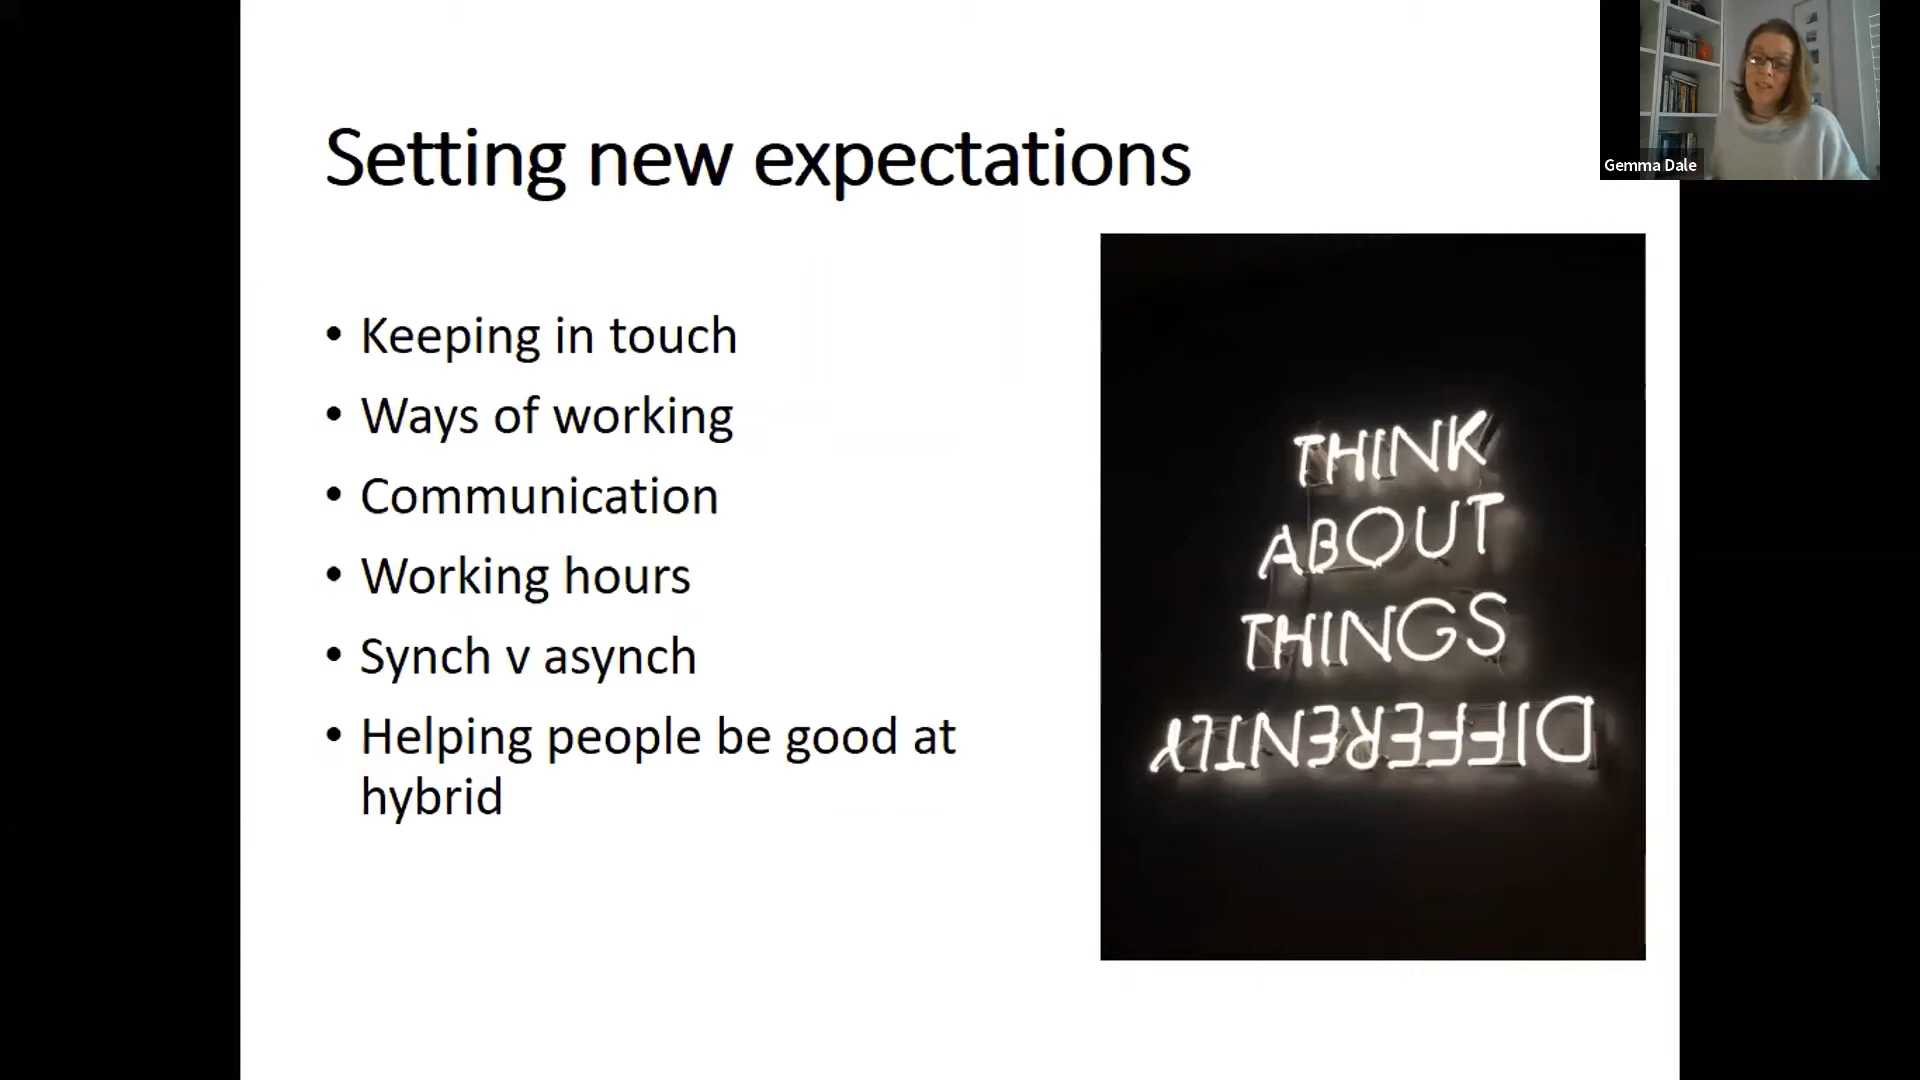 Setting new expectations
• Keeping in touch
• Ways of working
• Communication
• Working hours
• Synch v asynch
• Helping people be good at
hybrid
THINK
ABOUT
THINGS
DIFFERENTLY
Gemma Dale